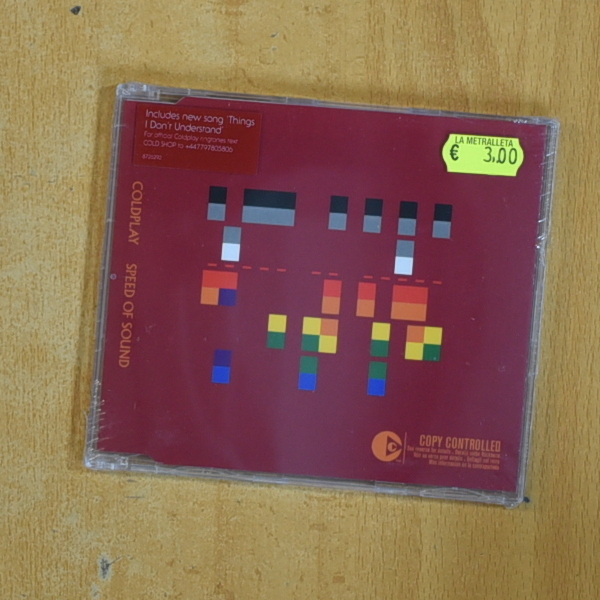 Includes new song 'Things
I Don't Understand'
For official Coldplay ringtones text
COLD SHOP to +447797805805
LA METRALLETA
€ 3,00
COLDPLAY SPEED OF SOUND
COPY CONTROLLED